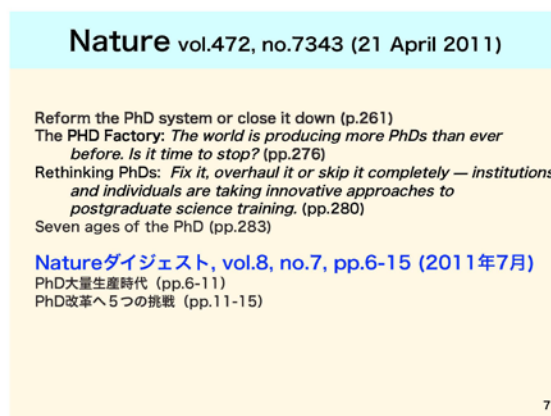 Nature vol.472, no.7343 (21 April 2011)
Reform the PhD system or close it down (p.261)
The PHD Factory: The world is producing more PhDs than ever
before. Is it time to stop? (pp.276)
Rethinking PhDs: Fix it, overhaul it or skip it completely — institutions
and individuals are taking innovative approaches to
postgraduate science training. (pp.280)
Seven ages of the PhD (pp.283)
Natureダイジェスト, vol.8, no.7, pp.6-15 (2011年7月)
PhD大量生産時代（pp.6-11）
PhD改革へ５つの挑戦（pp.11-15）
7